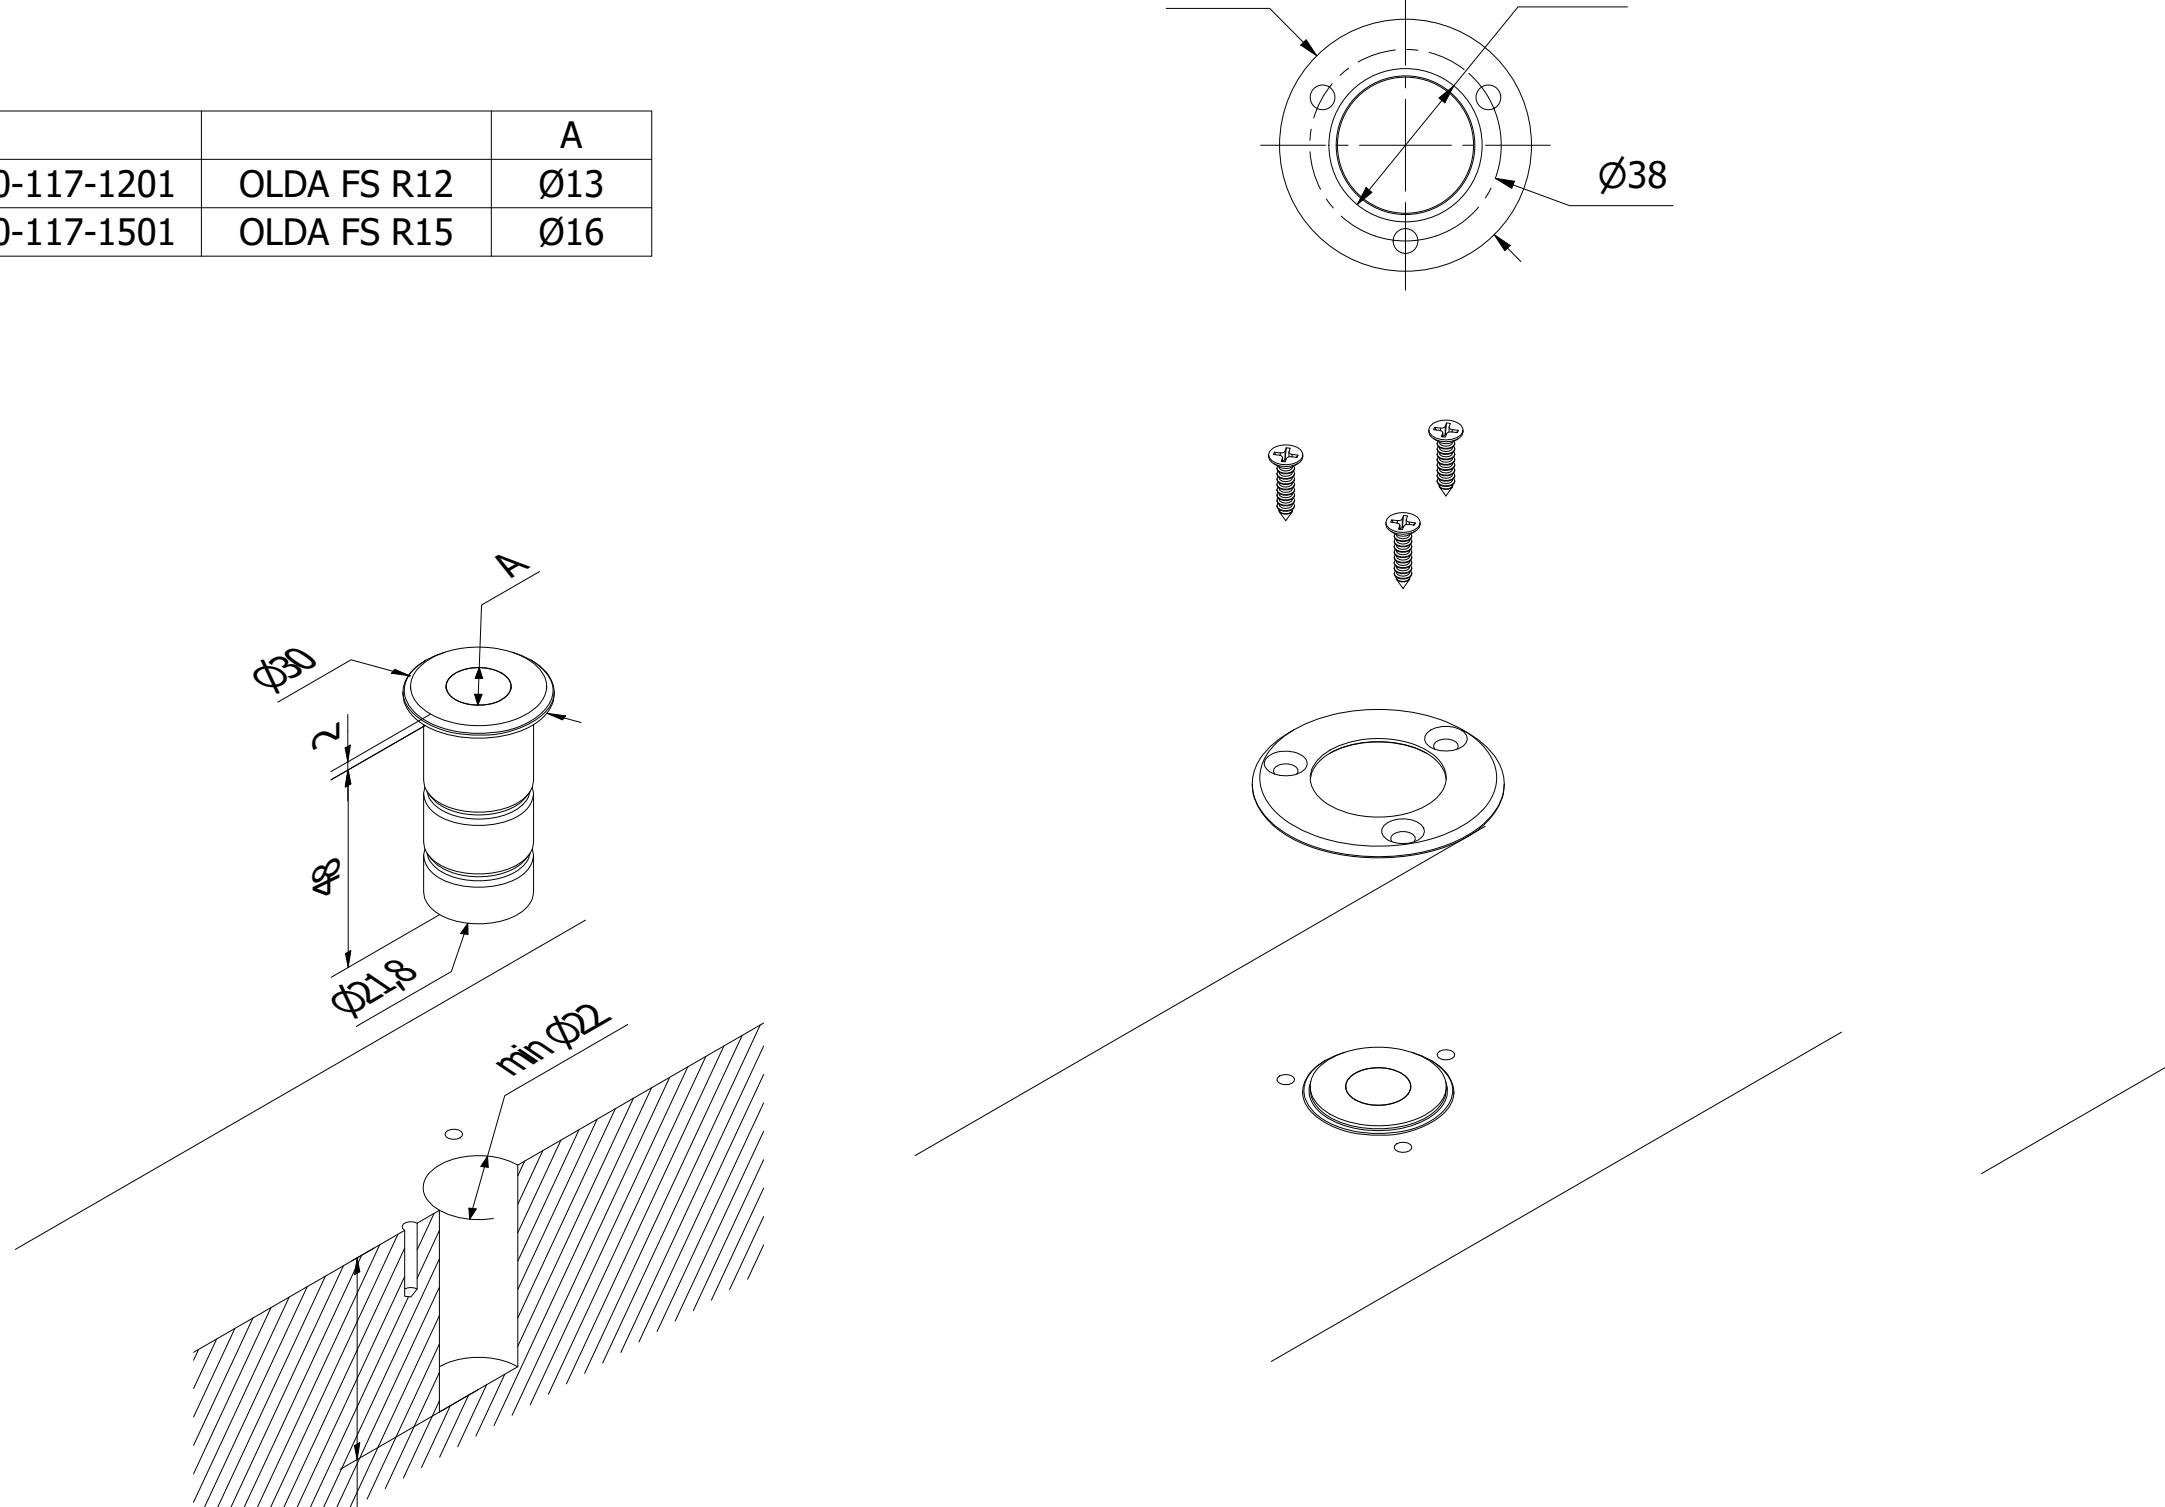 A
0-117-1201 OLDA FS R12 Ø13
0-117-1501 OLDA FS R15 Ø16
Ø38
A
Ø30
2
48
Ø21,8
min Ø22